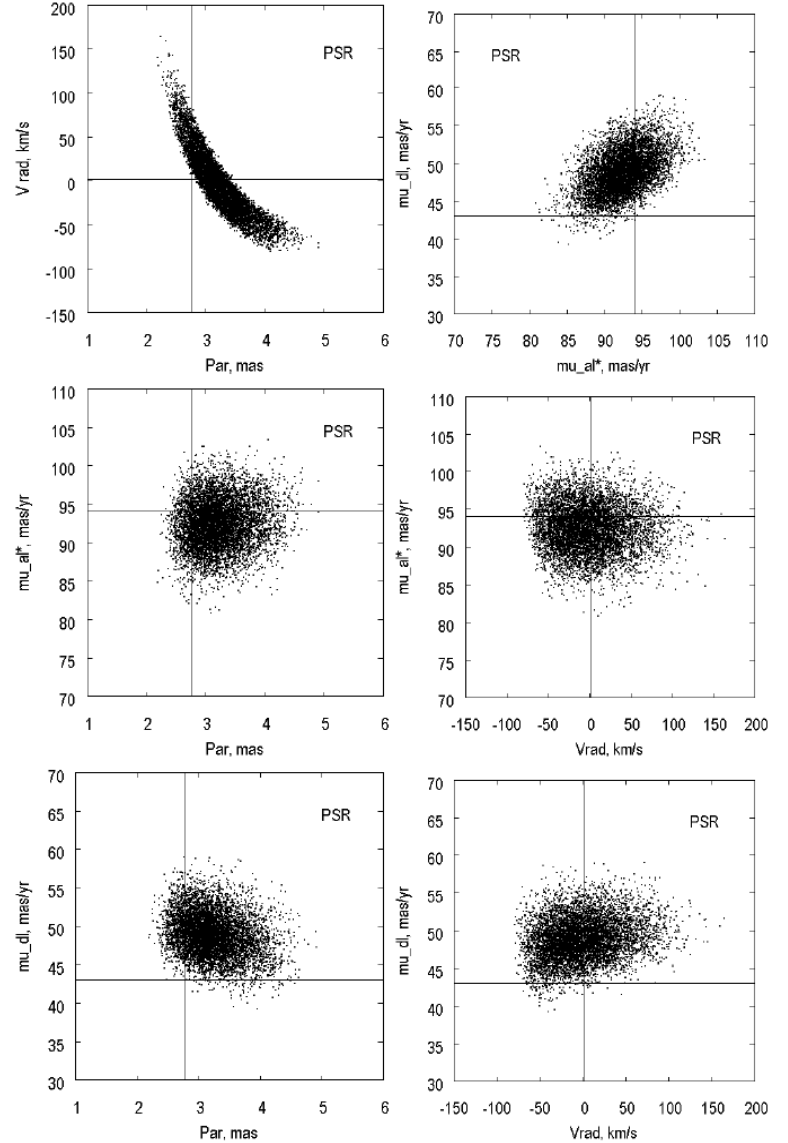 200
150
100
50
0
-50
-100
-150
V rad, km/s
PSR
1 2 3 4 5 6
Par, mas
70
65
60
55
50
45
40
35
30
mu_dl, mas/yr
PSR
70 75 80 85 90 95 100 105 110
mu_al*, mas/yr
110
105
100
95
90
85
80
75
70
mu_al*, mas/yr
PSR
1 2 3 4 5 6
Par, mas
110
105
100
95
90
85
80
75
70
mu_al*, mas/yr
PSR
-150 -100 -50 0 50 100 150 200
Vrad, km/s
70
65
60
55
50
45
40
35
30
mu_dl, mas/yr
PSR
1 2 3 4 5 6
Par, mas
70
65
60
55
50
45
40
35
30
mu_dl, mas/yr
PSR
-150 -100 -50 0 50 100 150 200
Vrad, km/s